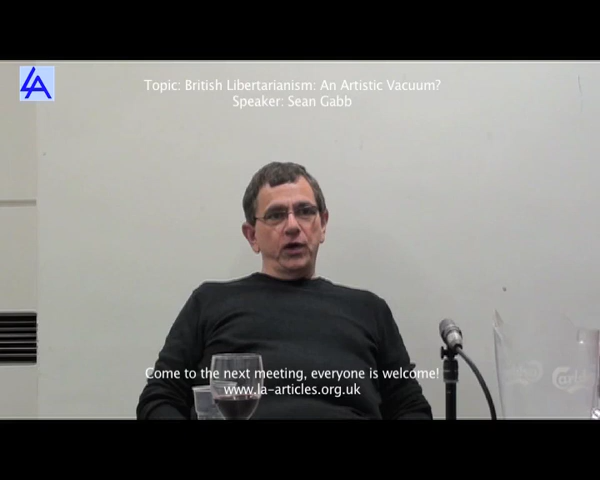 LA
Topic: British Libertarianism: An Artistic Vacuum?
Speaker: Sean Gabb
Come to the next meeting, everyone is welcome!
www.la-articles.org.uk
Carlsberg